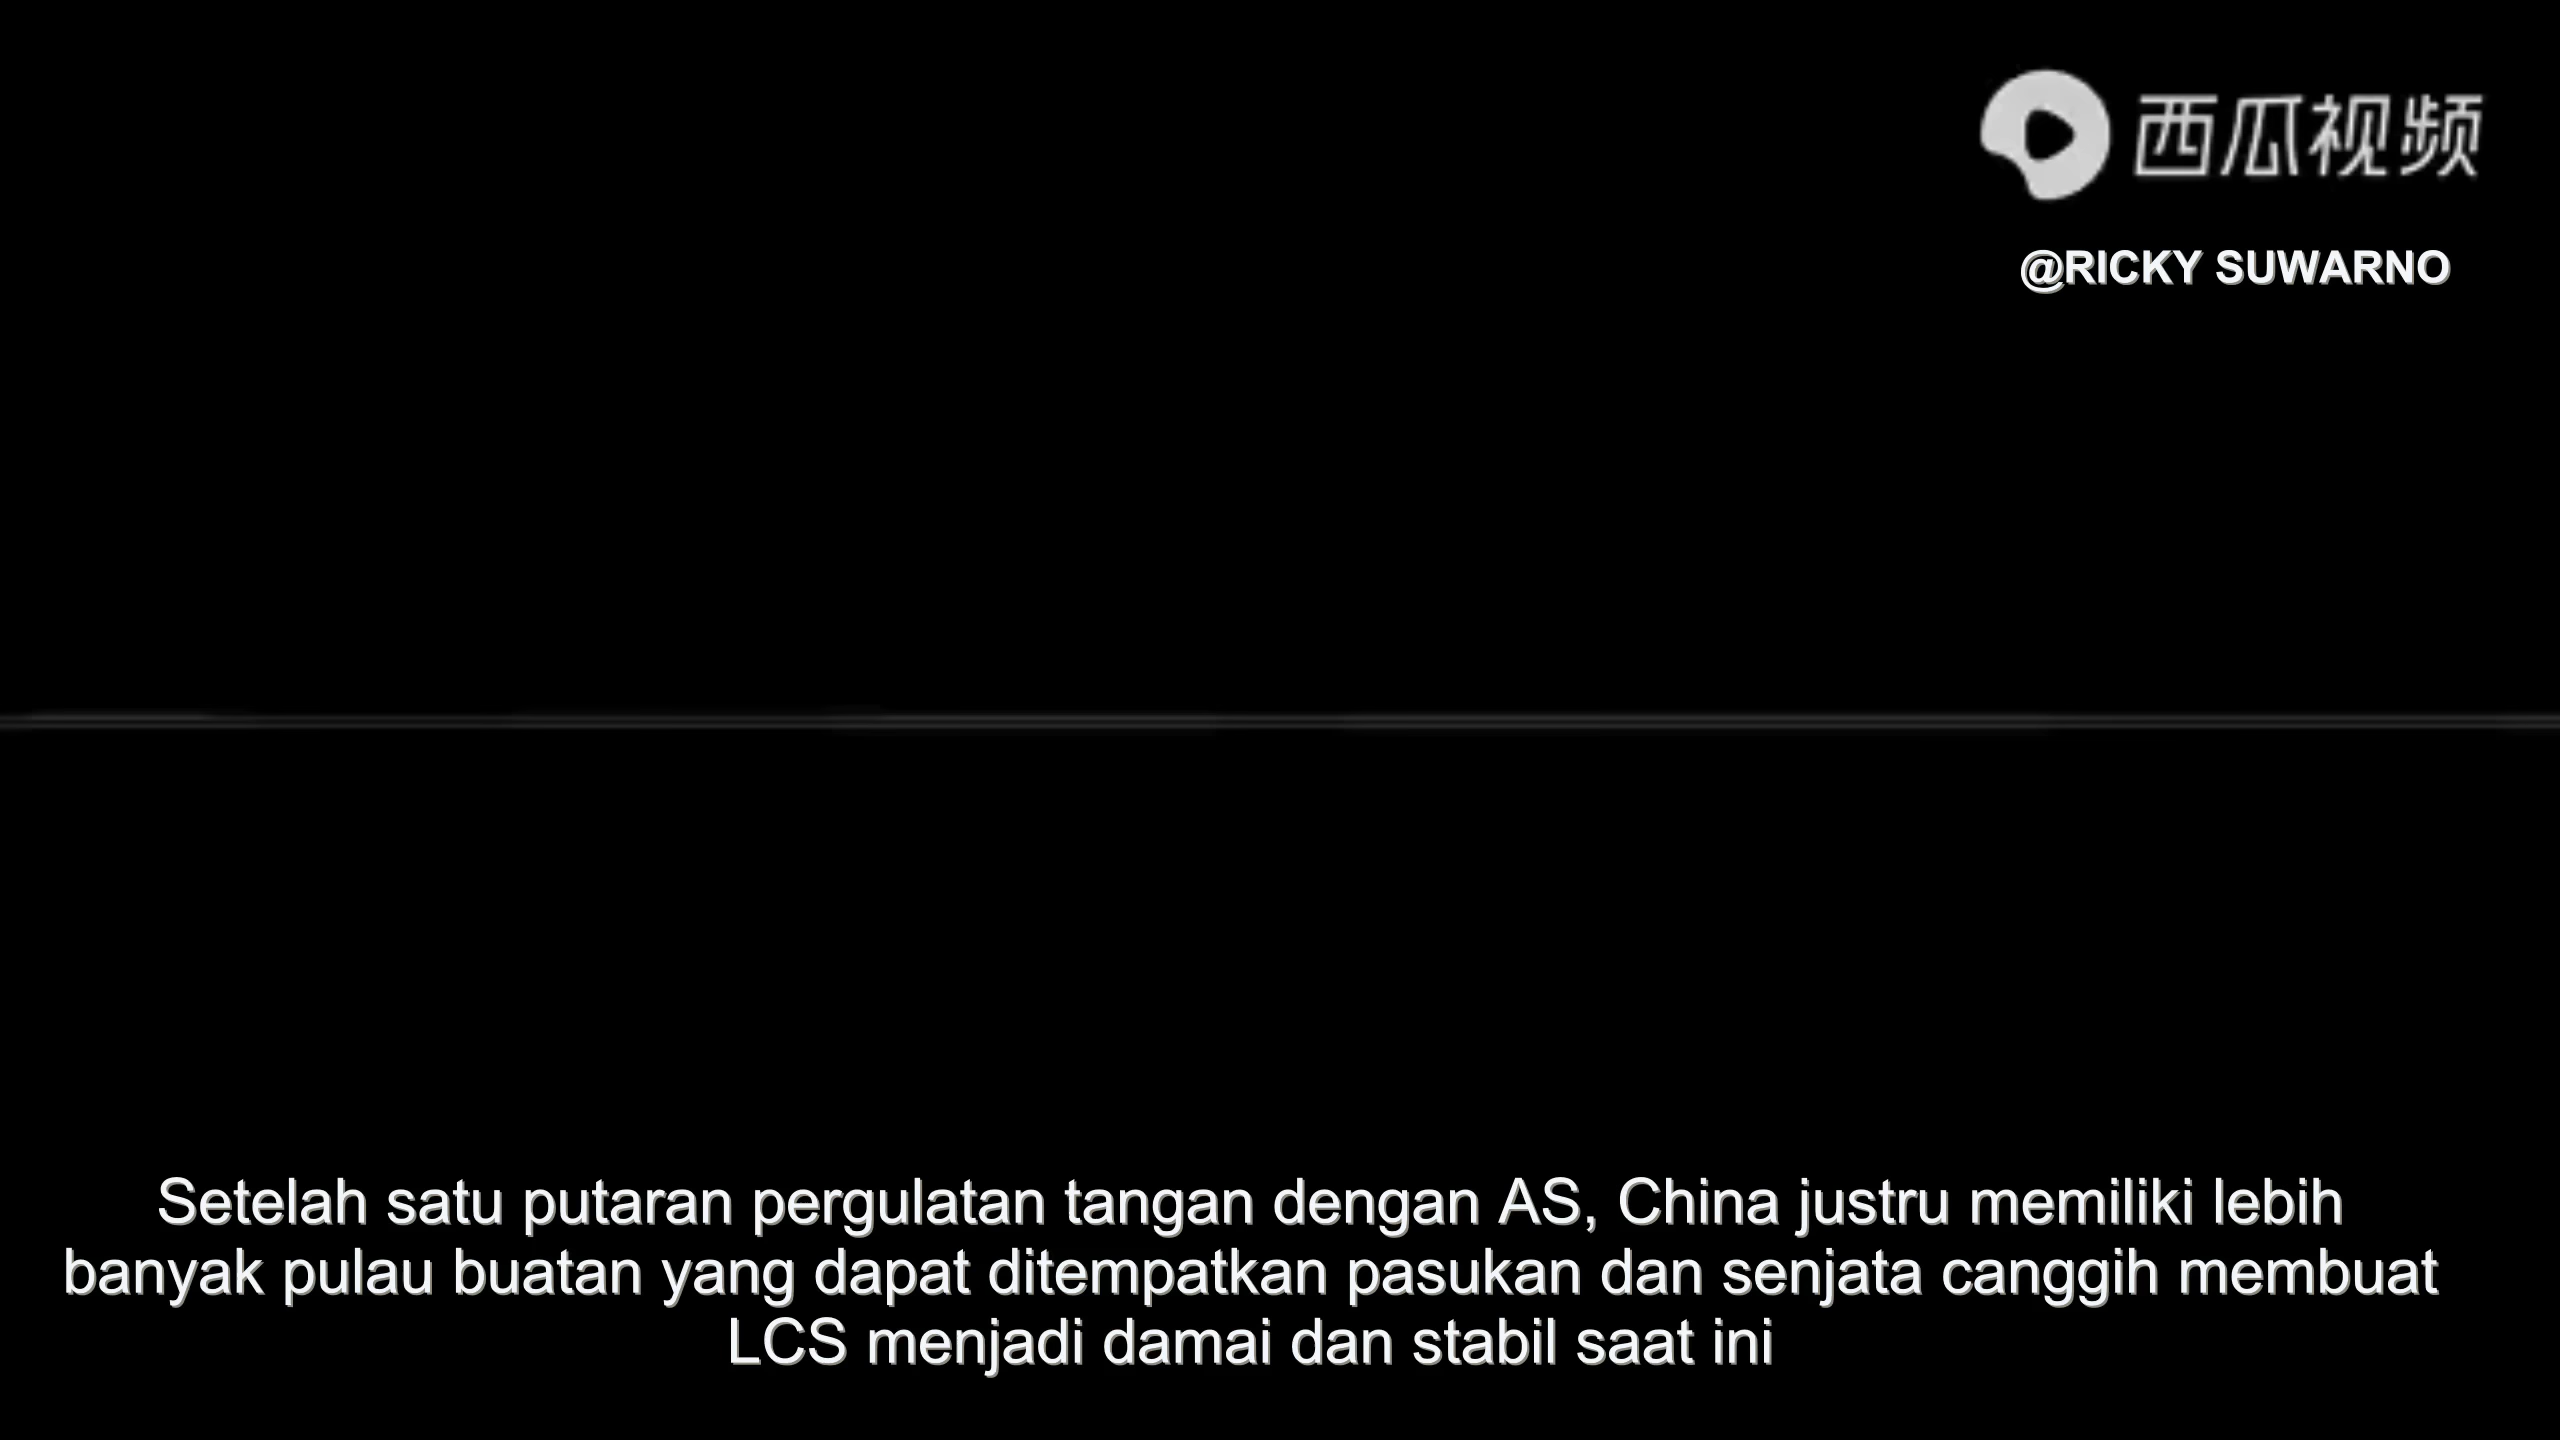 西瓜视频
@RICKY SUWARNO
Setelah satu putaran pergulatan tangan dengan AS, China justru memiliki lebih
banyak pulau buatan yang dapat ditempatkan pasukan dan senjata canggih membuat
LCS menjadi damai dan stabil saat ini